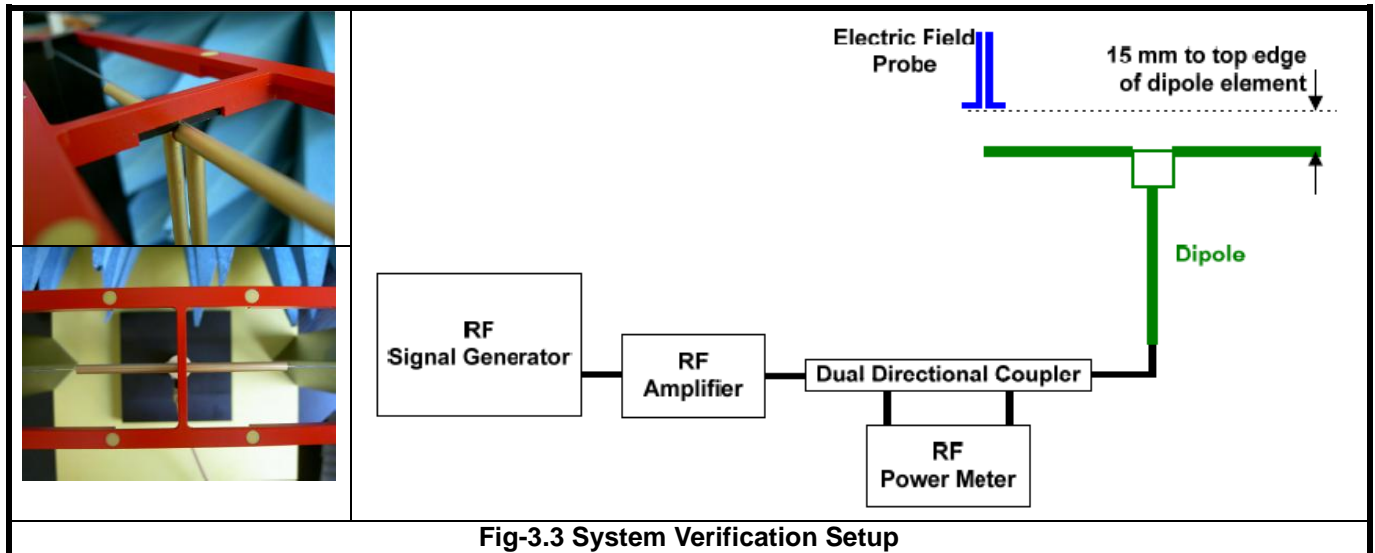 Electric Field
Probe
15 mm to top edge
of dipole element
Dipole
RF
Signal Generator
RF
Amplifier
Dual Directional Coupler
RF
Power Meter
Fig-3.3 System Verification Setup